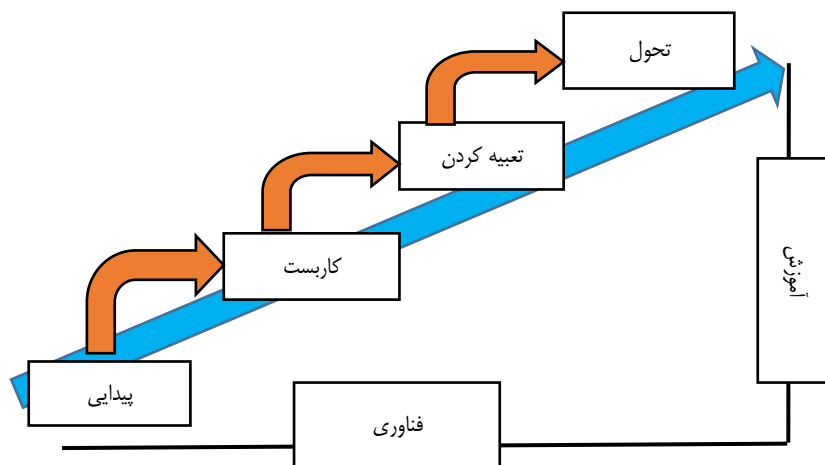 تحول
تعبیه کردن
کاربست
پیدایی
آموزش
فناوری